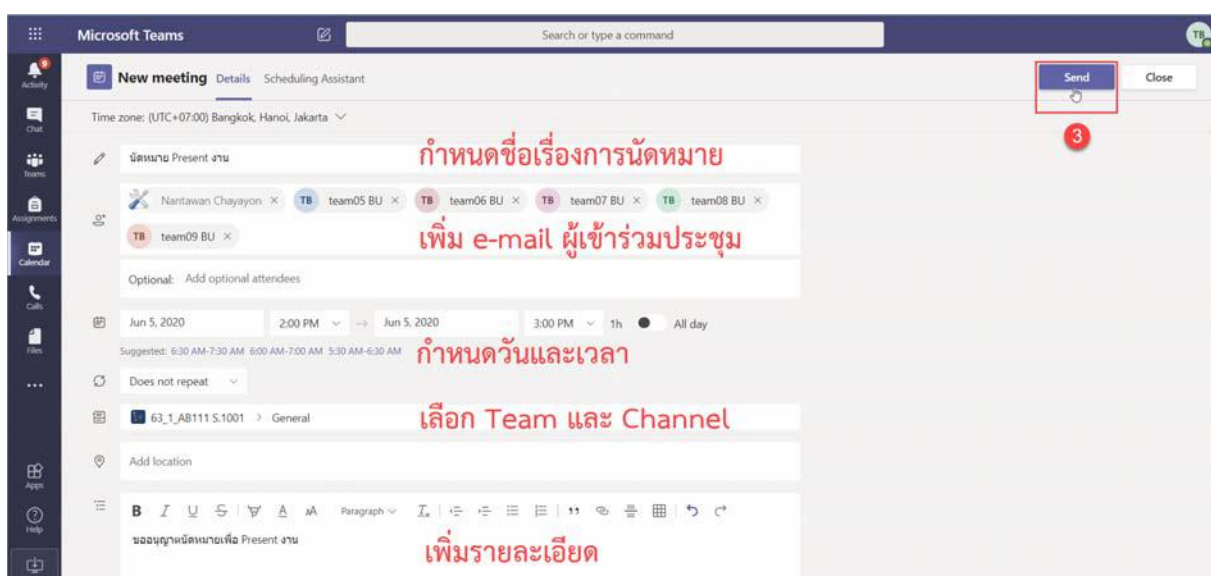 Microsoft Teams
Search or type a command
TB
9
Activity
New meeting Details Scheduling Assistant
Send Close
Chat
Time zone: (UTC+07:00) Bangkok, Hanoi, Jakarta
3
Teams
นัดหมาย Present งาน
กำหนดชื่อเรื่องการนัดหมาย
Assignments
Nantawan Chayayon × TB team05 BU × TB team06 BU × TB team07 BU × TB team08 BU ×
TB team09 BU ×
เพิ่ม e-mail ผู้เข้าร่วมประชุม
Calendar
Optional: Add optional attendees
Calls
Jun 5, 2020 2:00 PM → Jun 5, 2020 3:00 PM 1h All day
Files
Suggested: 6:30 AM-7:30 AM 6:00 AM-7:00 AM 5:30 AM-6:30 AM
กำหนดวันและเวลา
Does not repeat
63_1_AB111 S.1001 > General
เลือก Team และ Channel
Add location
Apps
B I U S A AA Paragraph
Help
ขออนุญาตนัดหมายเพื่อ Present งาน
เพิ่มรายละเอียด